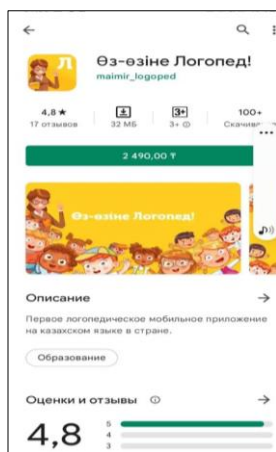 Л
Өз-өзіне Логопед!
maimir_logoped
4,8 ★
17 отзывов
32 МБ
3+
3+
100+
2 490,00 ₸
Өз-өзіне Логопед!
Описание
Первое логопедическое мобильное приложение
на казахском языке в стране.
Образование
Оценки и отзывы
4,8
5
4
3